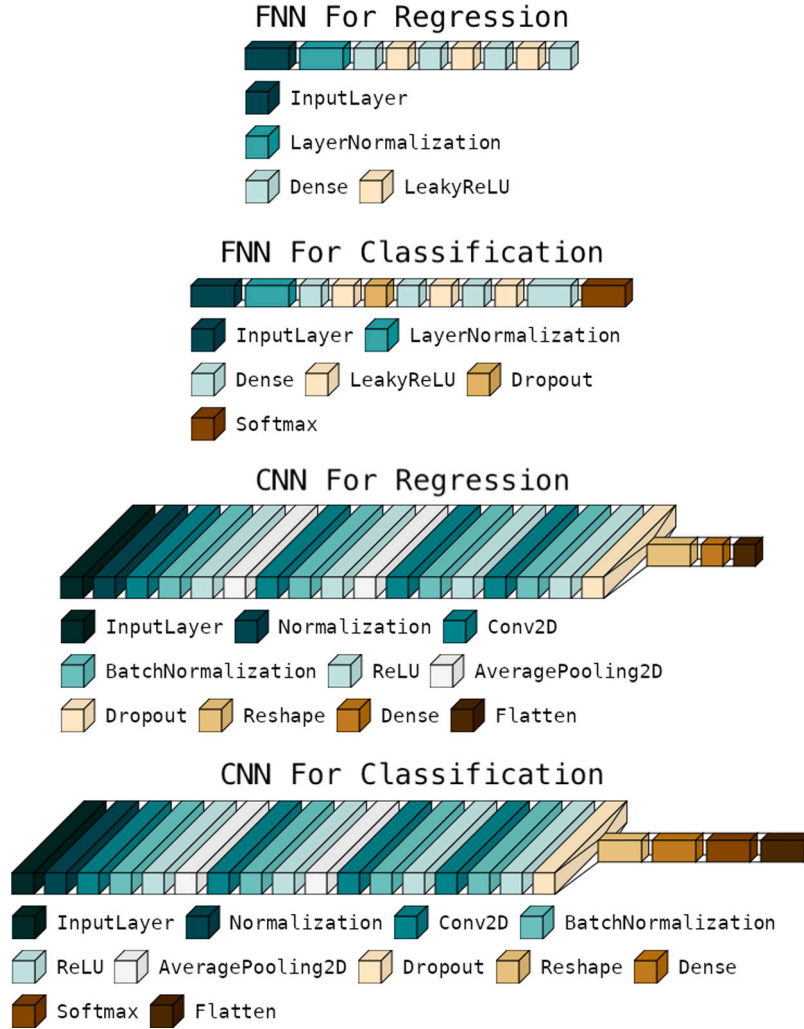 FNN For Regression
InputLayer
LayerNormalization
Dense LeakyReLU
FNN For Classification
InputLayer LayerNormalization
Dense LeakyReLU Dropout
Softmax
CNN For Regression
InputLayer Normalization Conv2D
BatchNormalization ReLU AveragePooling2D
Dropout Reshape Dense Flatten
CNN For Classification
InputLayer Normalization Conv2D BatchNormalization
ReLU AveragePooling2D Dropout Reshape Dense
Softmax Flatten